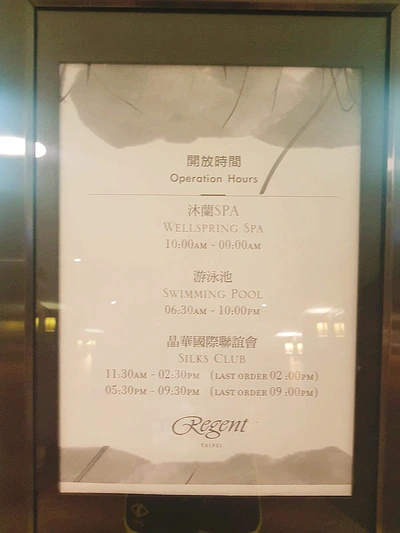 開放時間
Operation Hours
沐蘭SPA
WELLSPRING SPA
10:00AM - 00:00AM
游泳池
SWIMMING POOL
06:30AM - 10:00PM
晶華國際聯誼會
SILKS CLUB
11:30AM - 02:30PM (LAST ORDER 02:00PM)
05:30PM - 09:30PM (LAST ORDER 09:00PM)
Regent
TAIPEI